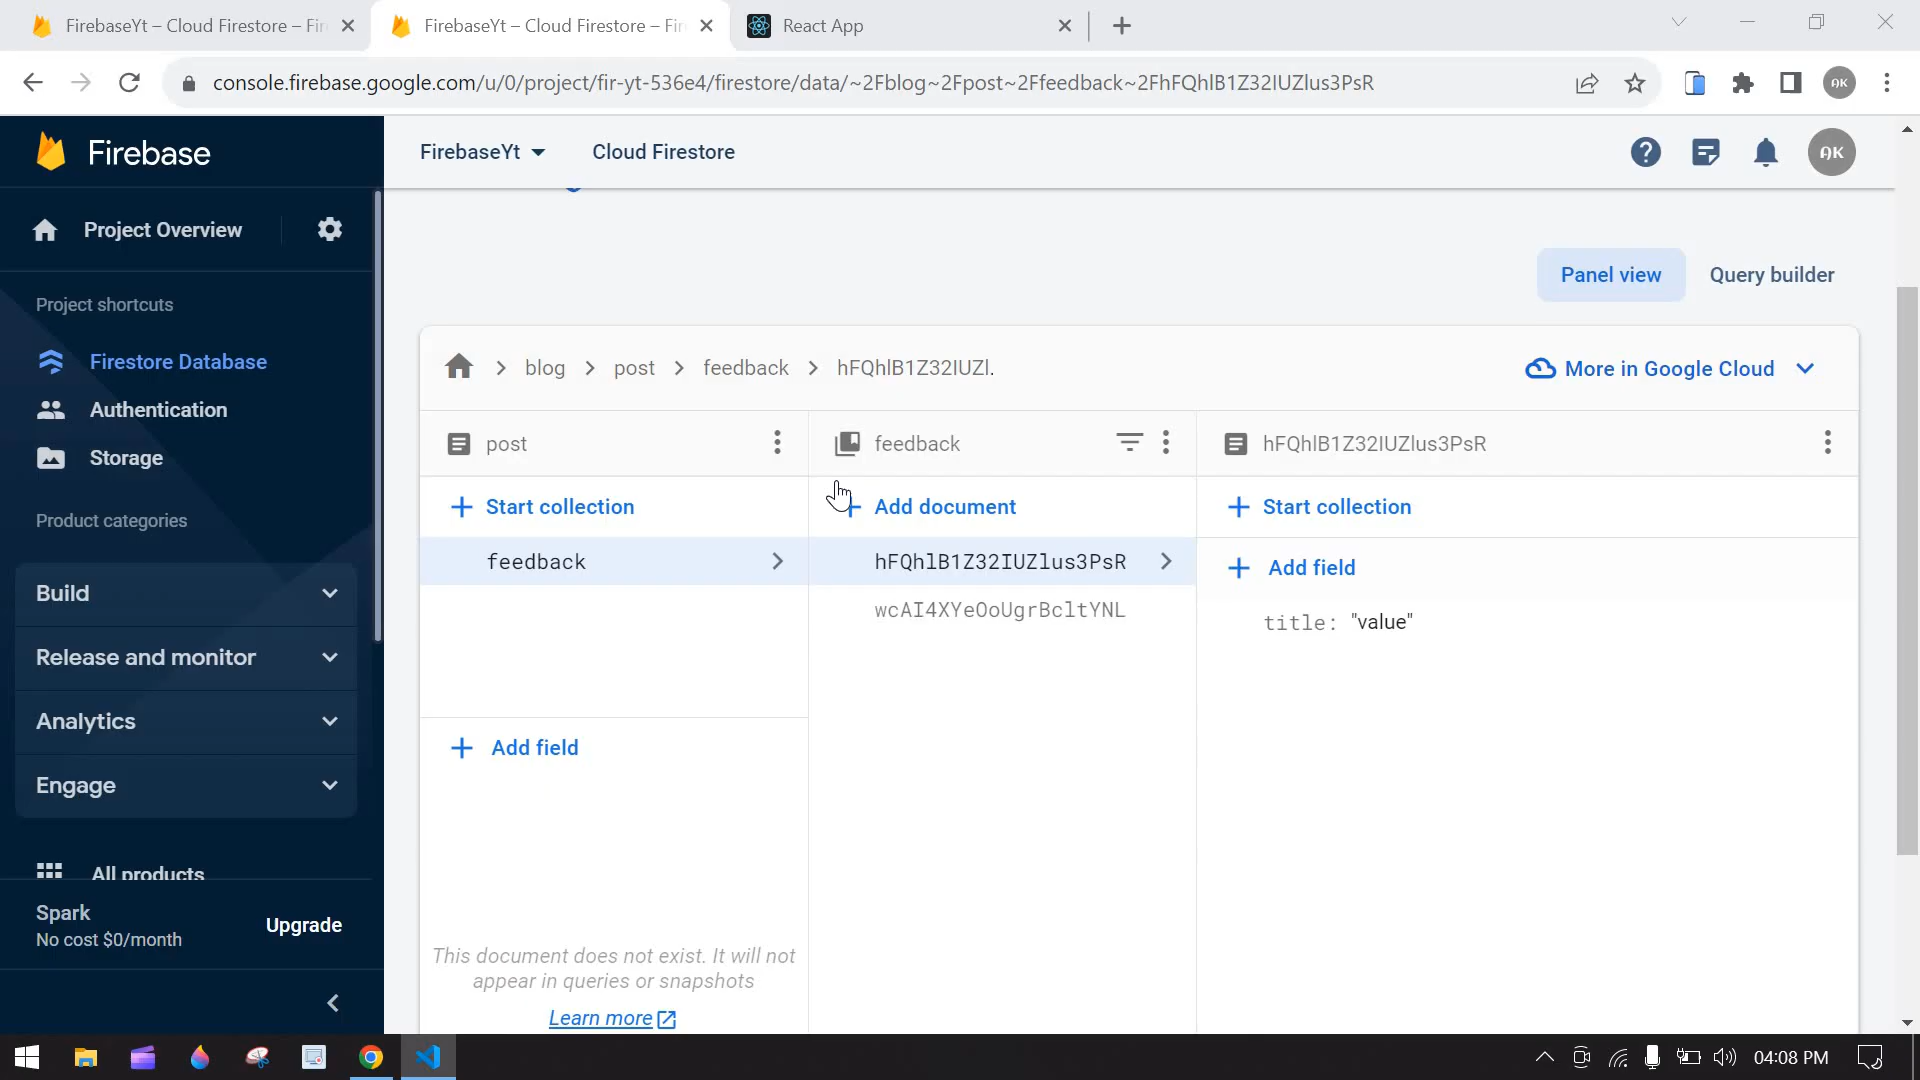 FirebaseYt – Cloud Firestore – Fir
FirebaseYt – Cloud Firestore – Fir
React App
console.firebase.google.com/u/0/project/fir-yt-536e4/firestore/data/~2Fblog~2Fpost~2Ffeedback~2FhFQhlB1Z32IUZlus3PsR
AK
Firebase
FirebaseYt
Cloud Firestore
AK
Project Overview
Project shortcuts
Firestore Database
Authentication
Storage
Product categories
Build
Release and monitor
Analytics
Engage
All products
Spark
No cost $0/month
Upgrade
Panel view
Query builder
blog
post
feedback
hFQhlB1Z32IUZl.
More in Google Cloud
post
feedback
hFQhlB1Z32IUZlus3PsR
Start collection
Add document
Start collection
feedback
hFQhlB1Z32IUZlus3PsR
Add field
wcAI4XYeOoUgrBcltYNL
title: "value"
Add field
This document does not exist. It will not
appear in queries or snapshots
Learn more
04:08 PM